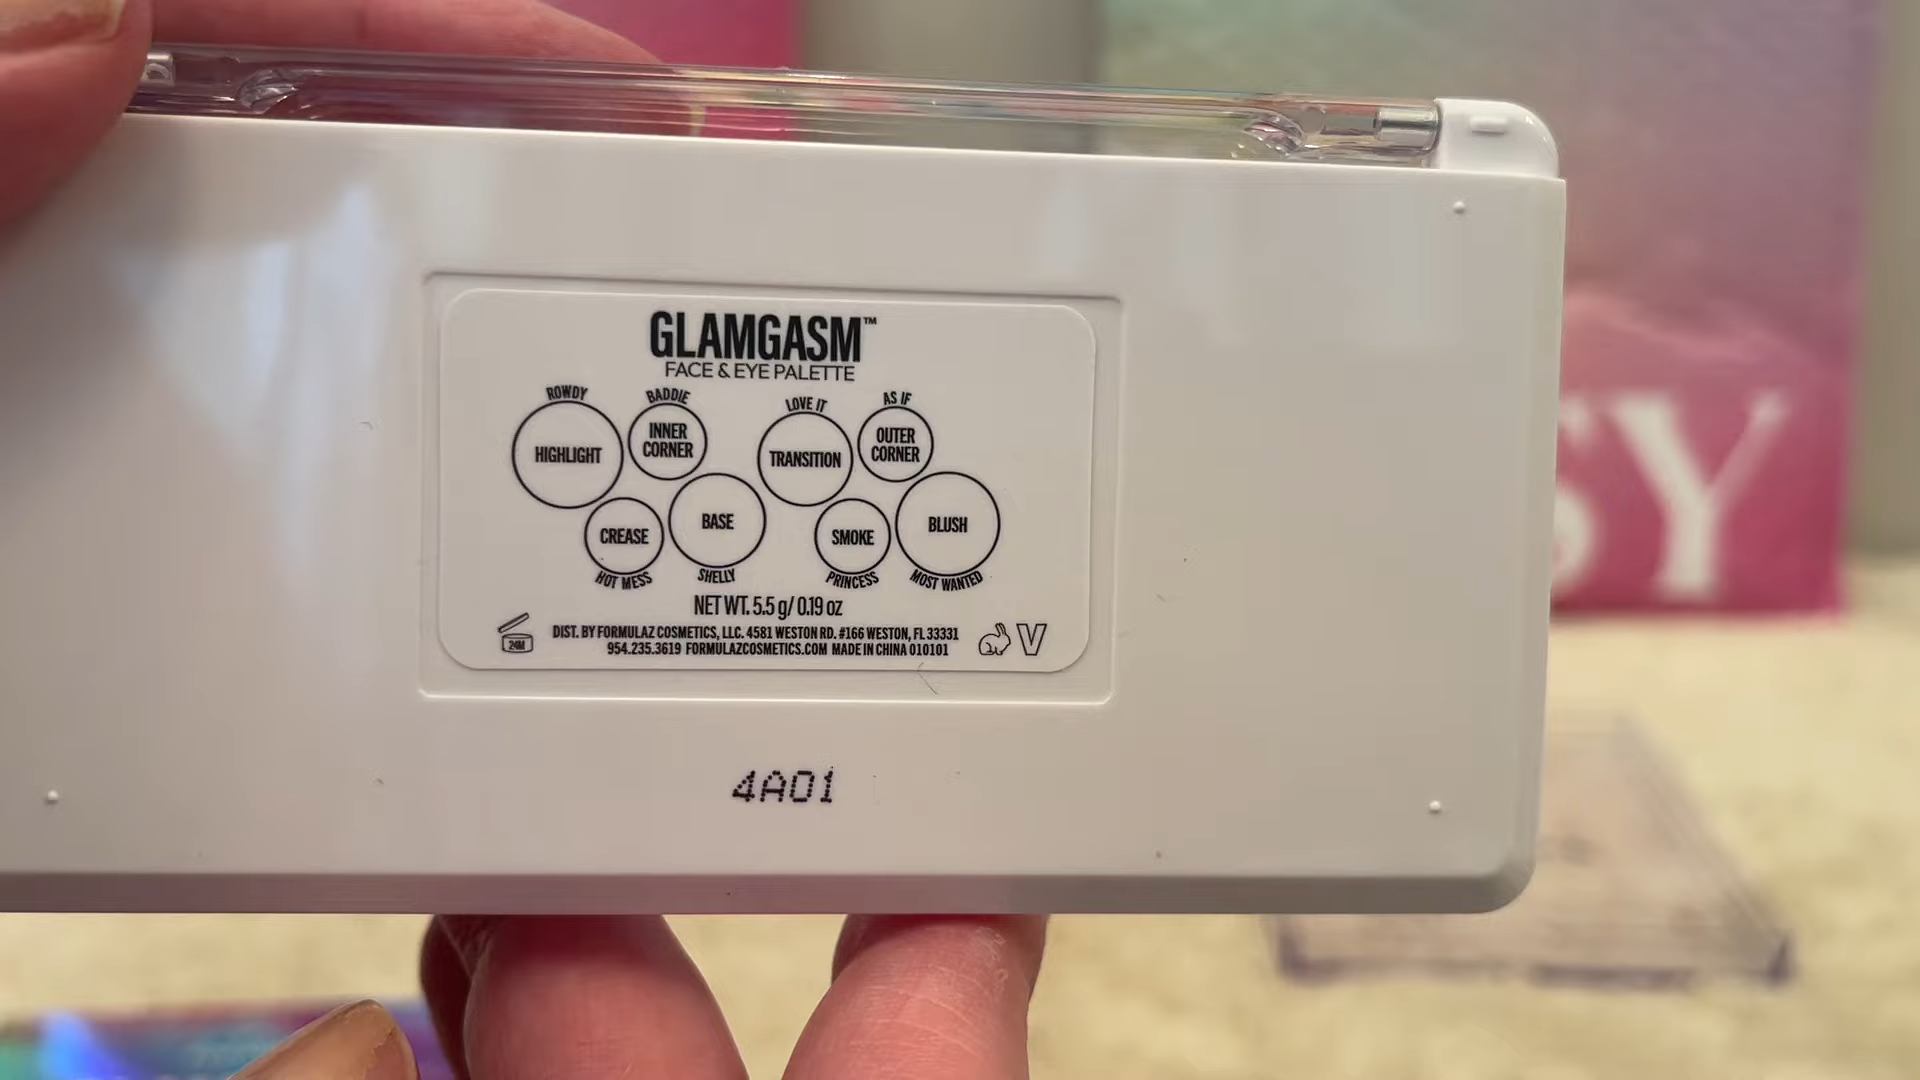 GLAMGASM™
FACE & EYE PALETTE
ROWDY
BADDIE
LOVE IT
AS IF
HIGHLIGHT
INNER CORNER
TRANSITION
OUTER CORNER
CREASE
BASE
SMOKE
BLUSH
HOT MESS
SHELLY
PRINCESS
MOST WANTED
NET WT. 5.5 g/ 0.19 oz
24M
DIST. BY FORMULAZ COSMETICS, LLC. 4581 WESTON RD. #166 WESTON, FL 33331
954.235.3619 FORMULAZCOSMETICS.COM MADE IN CHINA 010101
V
4A01
SY